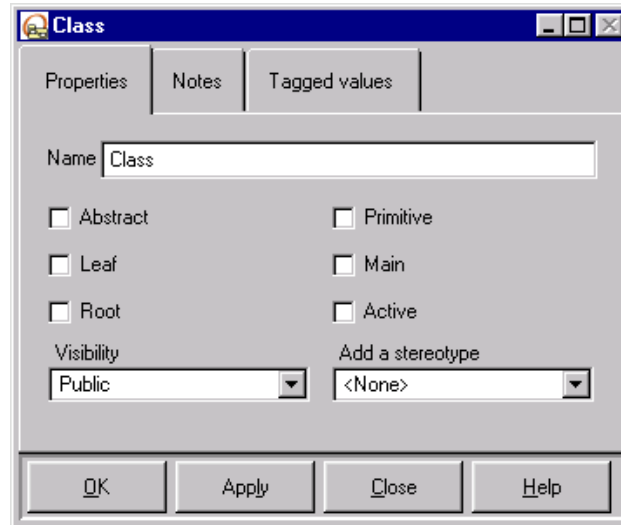 Class
Properties Notes Tagged values
Name Class
Abstract Primitive
Leaf Main
Root Active
Visibility Add a stereotype
Public <None>
OK Apply Close Help